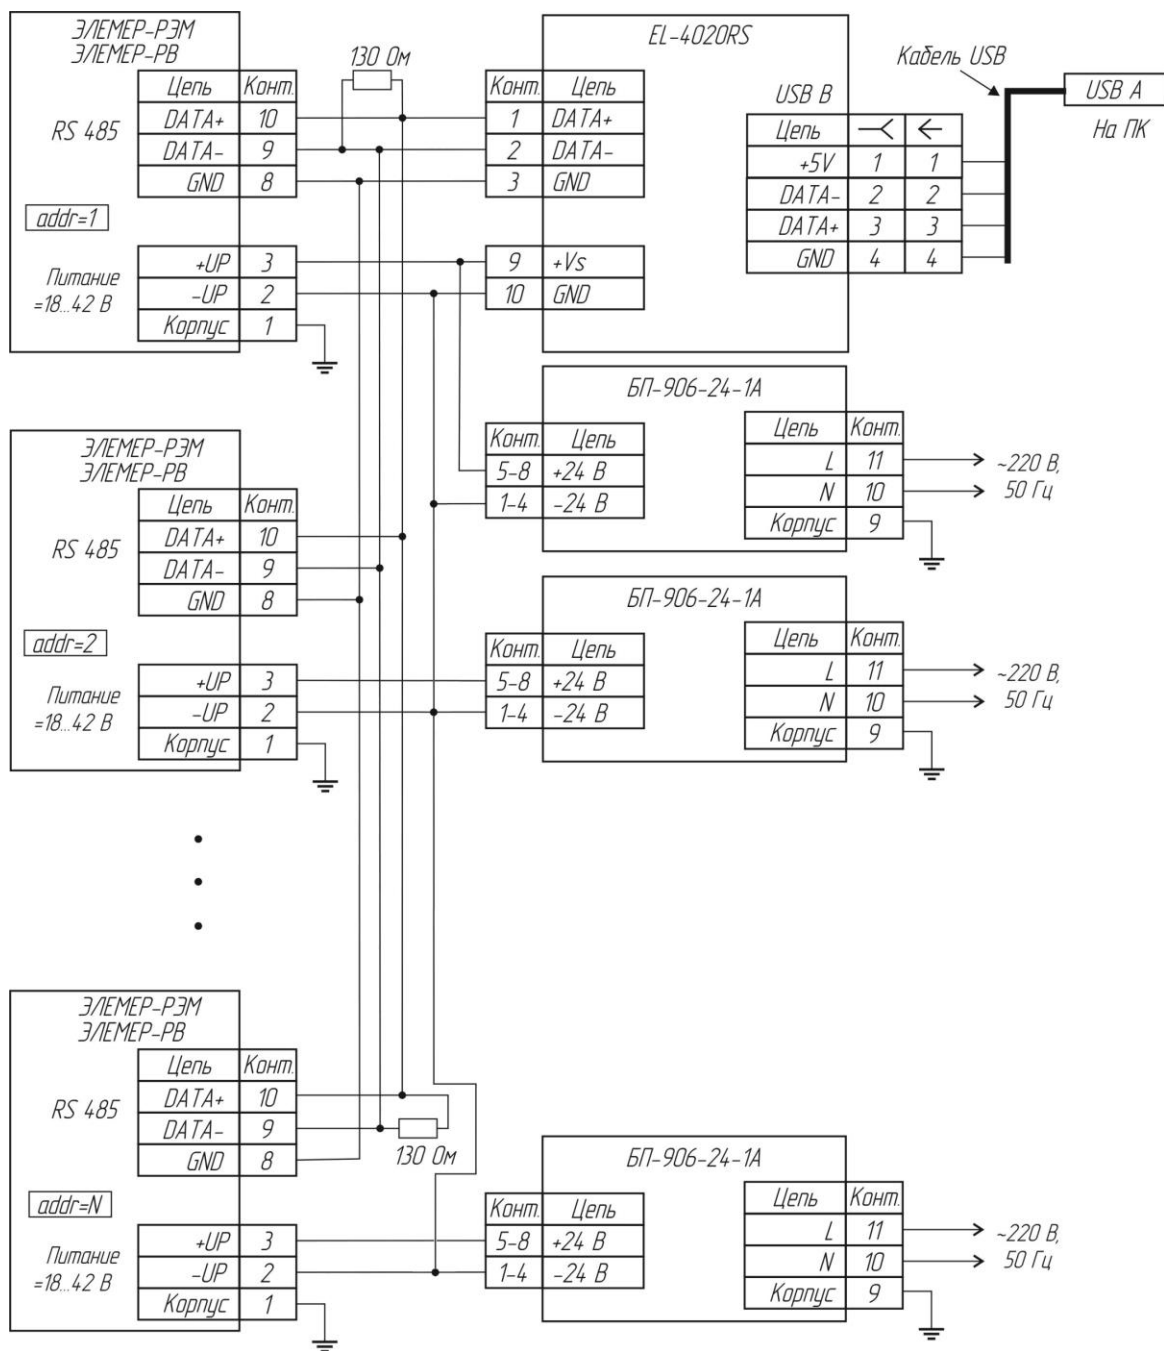 ЭЛЕМЕР-РЭМ
ЭЛЕМЕР-РВ
Цепь Конт.
RS 485
DATA+ 10
DATA- 9
GND 8
addr=1
Питание
=18...42 В
+UP 3
-UP 2
Корпус 1
130 Ом
EL-4020RS
Конт. Цепь
1 DATA+
2 DATA-
3 GND
9 +Vs
10 GND
USB B
Цепь
+5V 1 1
DATA- 2 2
DATA+ 3 3
GND 4 4
Кабель USB
USB A
На ПК
БП-906-24-1А
Конт. Цепь
5-8 +24 В
1-4 -24 В
Цепь Конт.
L 11
N 10
Корпус 9
~220 В,
50 Гц
ЭЛЕМЕР-РЭМ
ЭЛЕМЕР-РВ
Цепь Конт.
RS 485
DATA+ 10
DATA- 9
GND 8
addr=2
Питание
=18...42 В
+UP 3
-UP 2
Корпус 1
БП-906-24-1А
Конт. Цепь
5-8 +24 В
1-4 -24 В
Цепь Конт.
L 11
N 10
Корпус 9
~220 В,
50 Гц
ЭЛЕМЕР-РЭМ
ЭЛЕМЕР-РВ
Цепь Конт.
RS 485
DATA+ 10
DATA- 9
GND 8
130 Ом
addr=N
Питание
=18...42 В
+UP 3
-UP 2
Корпус 1
БП-906-24-1А
Конт. Цепь
5-8 +24 В
1-4 -24 В
Цепь Конт.
L 11
N 10
Корпус 9
~220 В,
50 Гц